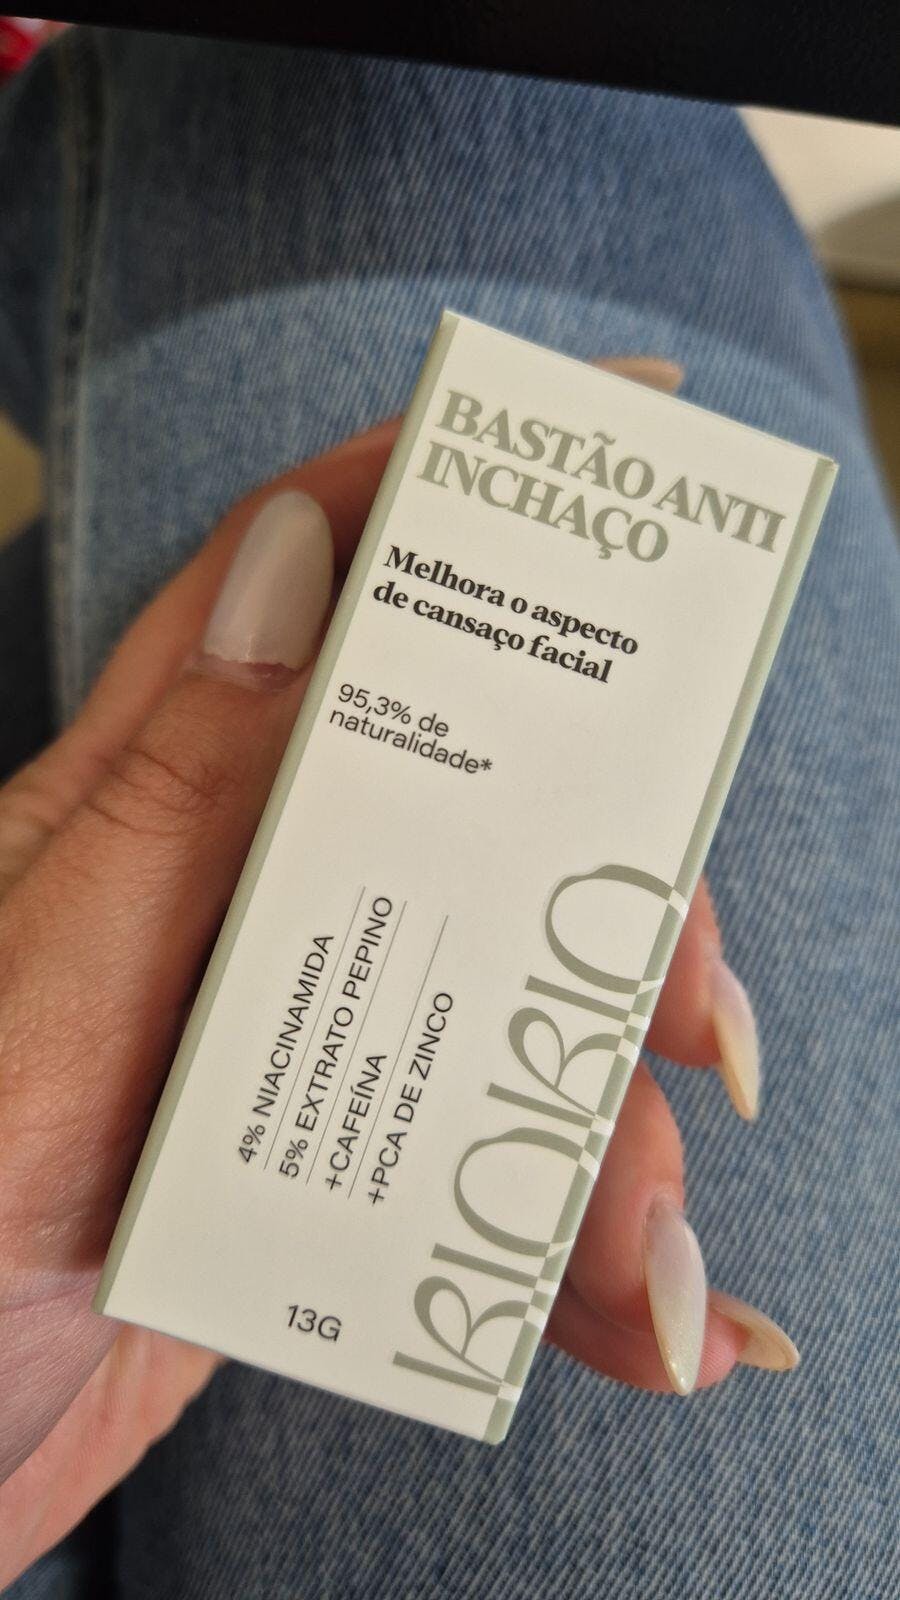 BASTÃO ANTI
INCHAÇO
Melhora o aspecto
de cansaço facial
95,3% de
naturalidade*
4% NIACINAMIDA
5% EXTRATO PEPINO
+CAFEÍNA
+PCA DE ZINCO
BIOBIO
13G